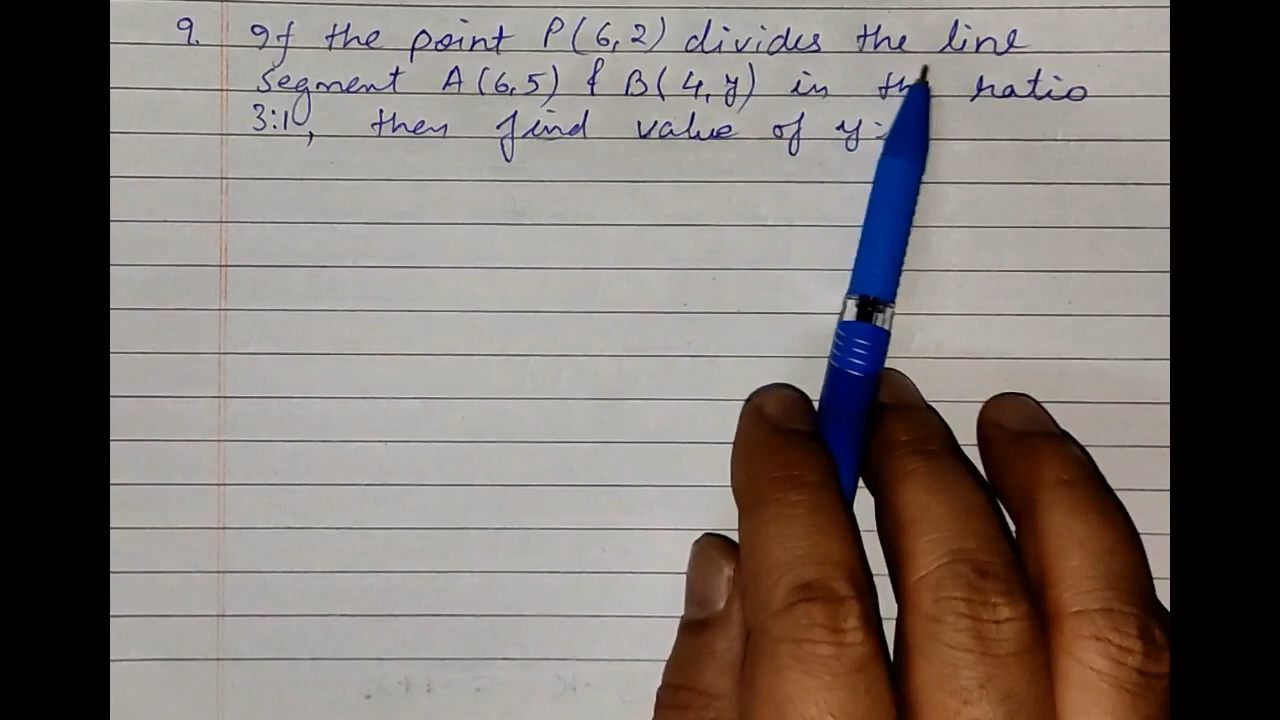 9. If the point P(6,2) divides the line
segment A(6,5) & B(4,y) in the ratio
3:1, then find value of y: